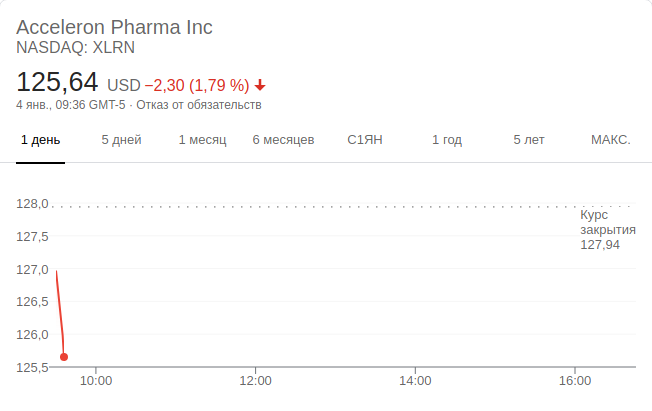 Acceleron Pharma Inc
NASDAQ: XLRN
125,64 USD −2,30 (1,79 %)
4 янв., 09:36 GMT-5 · Отказ от обязательств
1 день 5 дней 1 месяц 6 месяцев С1ЯН 1 год 5 лет МАКС.
128,0
Курс
закрытия
127,94
127,5
127,0
126,5
126,0
125,5
10:00 12:00 14:00 16:00